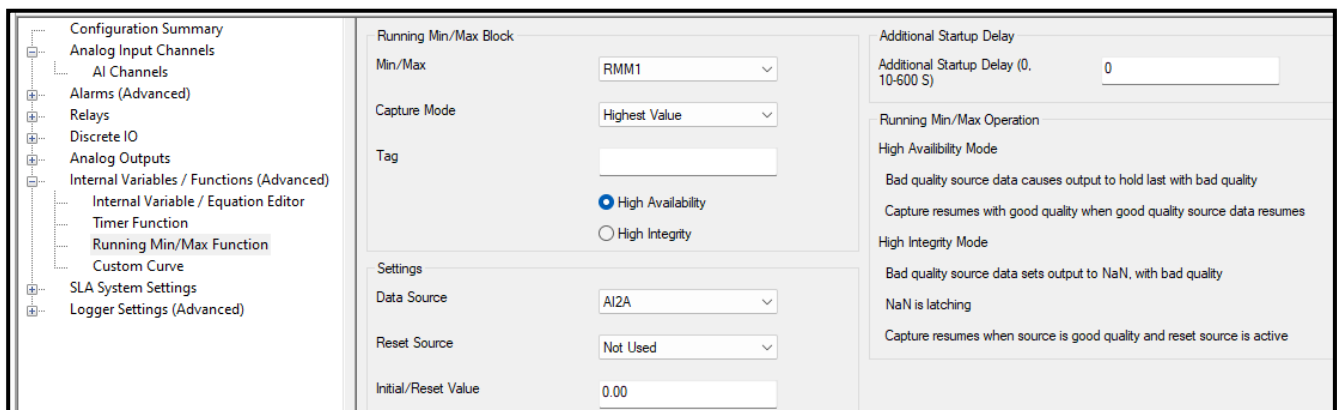 Configuration Summary
Analog Input Channels
AI Channels
Alarms (Advanced)
Relays
Discrete IO
Analog Outputs
Internal Variables / Functions (Advanced)
Internal Variable / Equation Editor
Timer Function
Running Min/Max Function
Custom Curve
SLA System Settings
Logger Settings (Advanced)
Running Min/Max Block
Min/Max
RMM1
Capture Mode
Highest Value
Tag
High Availability
High Integrity
Settings
Data Source
AI2A
Reset Source
Not Used
Initial/Reset Value
0.00
Additional Startup Delay
Additional Startup Delay (0,
10-600 S)
0
Running Min/Max Operation
High Availibility Mode
Bad quality source data causes output to hold last with bad quality
Capture resumes with good quality when good quality source data resumes
High Integrity Mode
Bad quality source data sets output to NaN, with bad quality
NaN is latching
Capture resumes when source is good quality and reset source is active